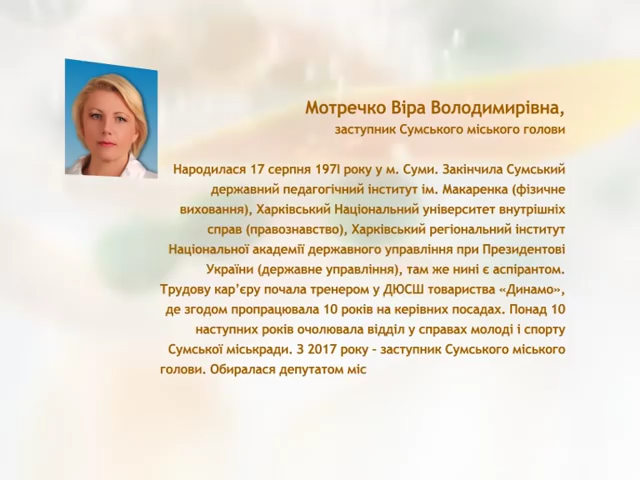 Мотречко Віра Володимирівна,
заступник Сумського міського голови
Народилася 17 серпня 197І року у м. Суми. Закінчила Сумський
державний педагогічний інститут ім. Макаренка (фізичне
виховання), Харківський Національний університет внутрішніх
справ (правознавство), Харківський регіональний інститут
Національної академії державного управління при Президентові
України (державне управління), там же нині є аспірантом.
Трудову кар’єру почала тренером у ДЮСШ товариства «Динамо»,
де згодом пропрацювала 10 років на керівних посадах. Понад 10
наступних років очолювала відділ у справах молоді і спорту
Сумської міськради. З 2017 року – заступник Сумського міського
голови. Обиралася депутатом міс